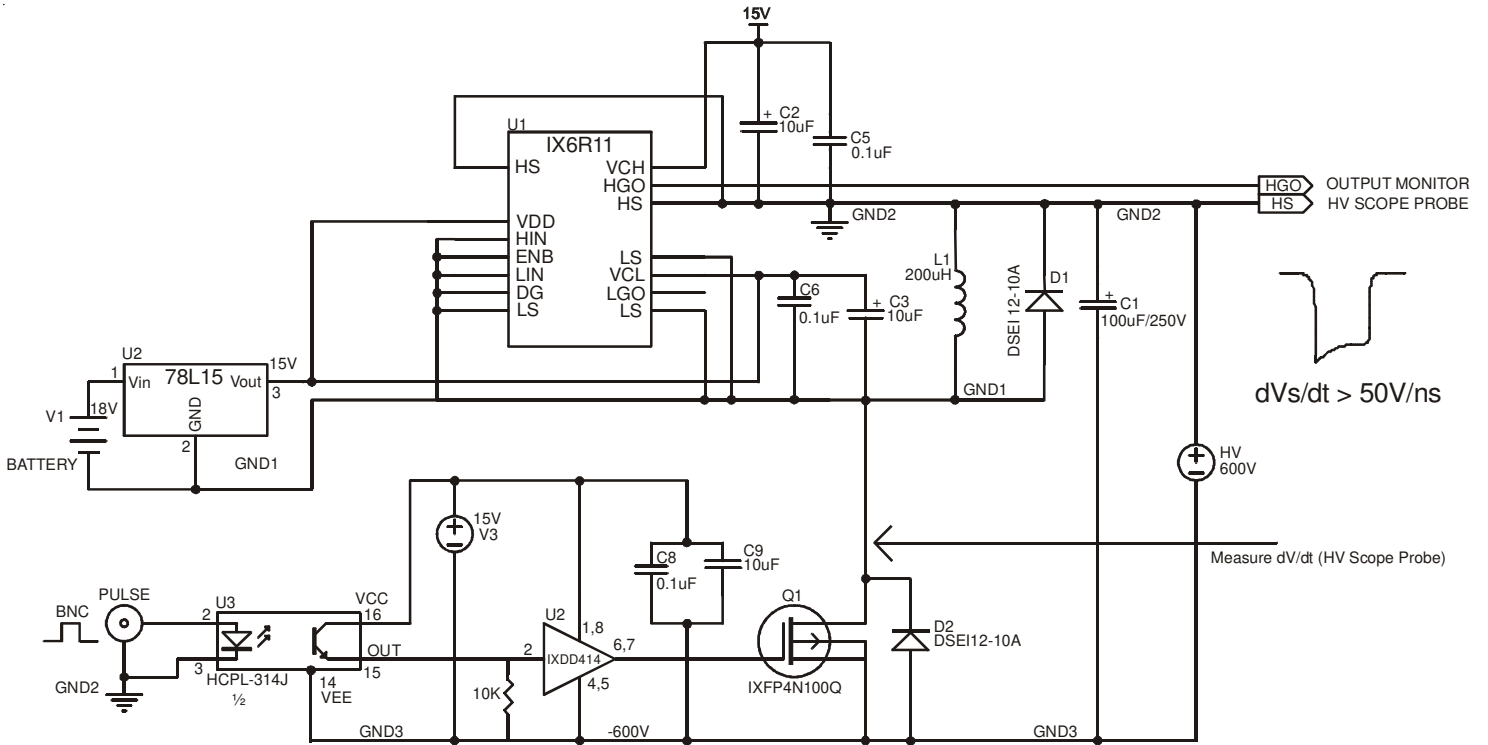 15V
C2
+
10uF
C5
0.1uF
U1
IX6R11
HS
VCH
HGO
HS
VDD
HIN
ENB
LIN
DG
LS
LS
VCL
LGO
LS
GND2
GND2
HGO OUTPUT MONITOR
HS HV SCOPE PROBE
L1
200uH
DSEI 12-10A
D1
+
C1
100uF/250V
C6
0.1uF
+
C3
10uF
GND1
dVs/dt > 50V/ns
U2
78L15
1
Vin
Vout
15V
3
GND
2
V1
18V
BATTERY
GND1
+
HV
600V
15V
V3
+
C8
0.1uF
C9
10uF
Measure dV/dt (HV Scope Probe)
BNC
PULSE
GND2
U3
2
3
VCC
16
OUT
15
14
VEE
HCPL-314J
½
10K
U2
2
IXDD414
1,8
6,7
4,5
Q1
IXFP4N100Q
D2
DSEI12-10A
GND3
-600V
GND3